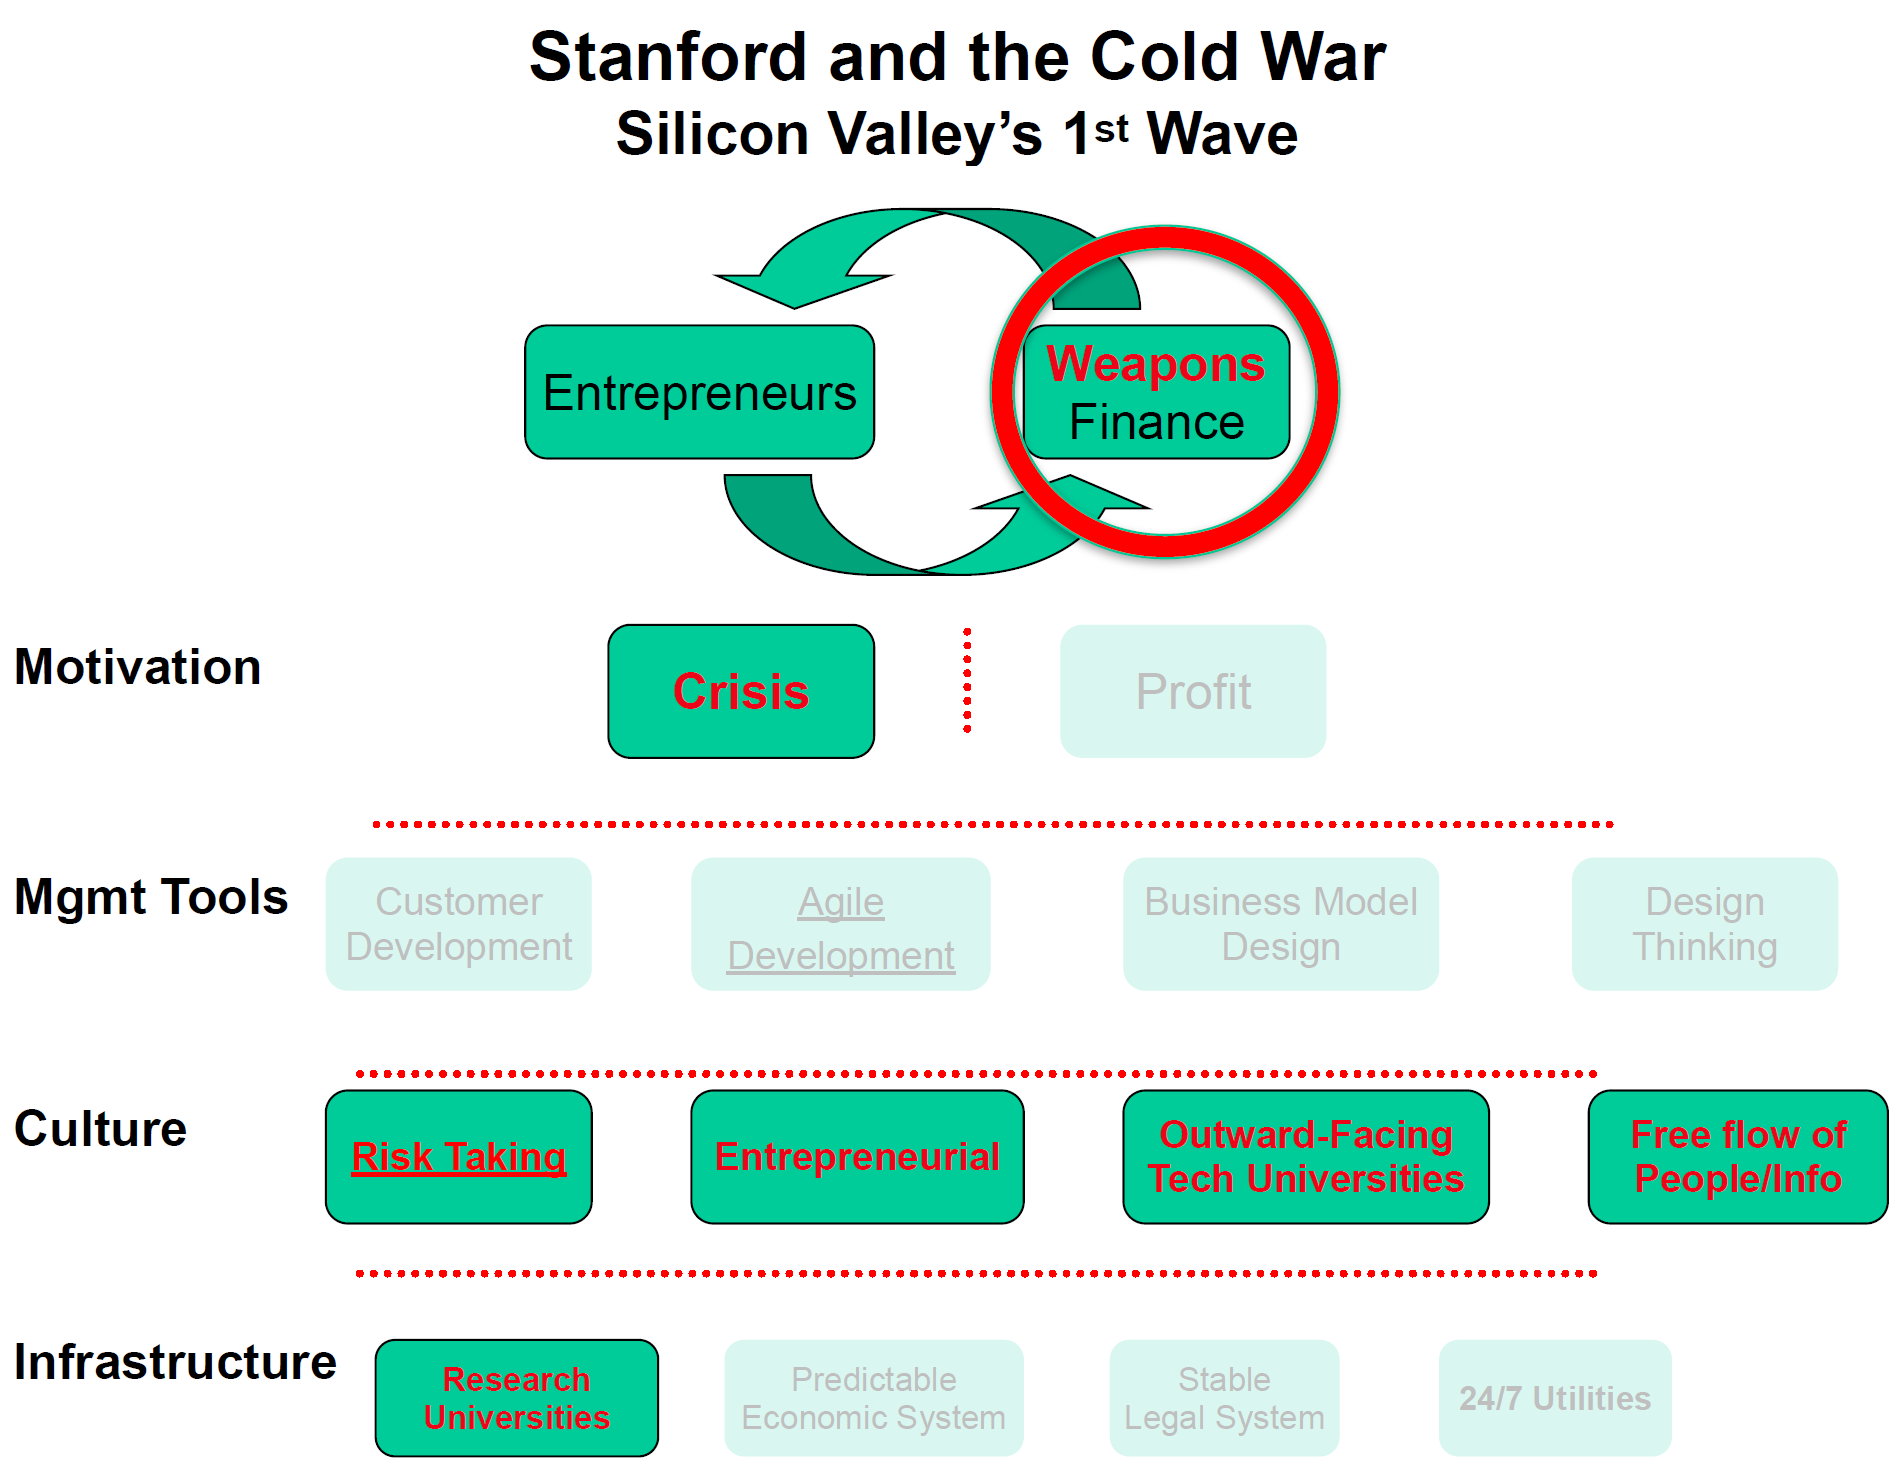 Stanford and the Cold War
Silicon Valley’s 1st Wave
Entrepreneurs
Weapons
Finance
Motivation
Crisis
Profit
Mgmt Tools
Customer
Development
Agile
Development
Business Model
Design
Design
Thinking
Culture
Risk Taking
Entrepreneurial
Outward-Facing
Tech Universities
Free flow of
People/Info
Infrastructure
Research
Universities
Predictable
Economic System
Stable
Legal System
24/7 Utilities